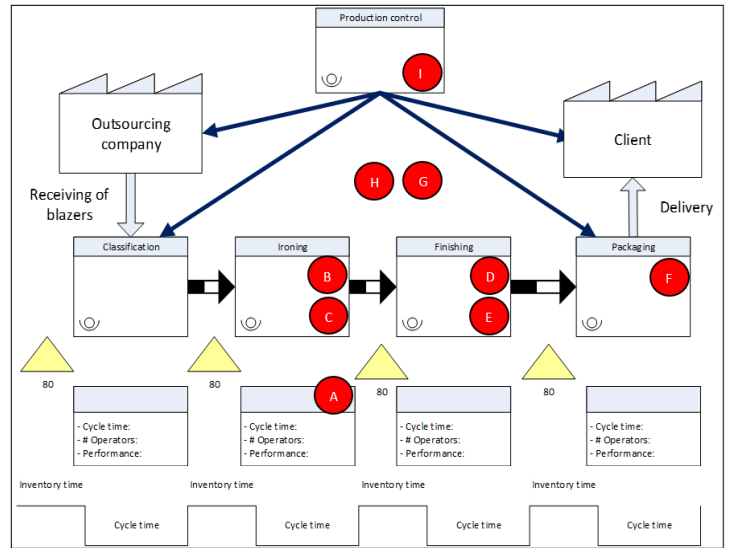 Production control
I
Outsourcing
company
Client
H
G
Receiving of
blazers
Delivery
Classification
Ironing
Finishing
Packaging
B
D
F
C
E
80
80
80
80
A
- Cycle time:
- # Operators:
- Performance:
- Cycle time:
- # Operators:
- Performance:
- Cycle time:
- # Operators:
- Performance:
- Cycle time:
- # Operators:
- Performance:
Inventory time
Inventory time
Inventory time
Inventory time
Cycle time
Cycle time
Cycle time
Cycle time